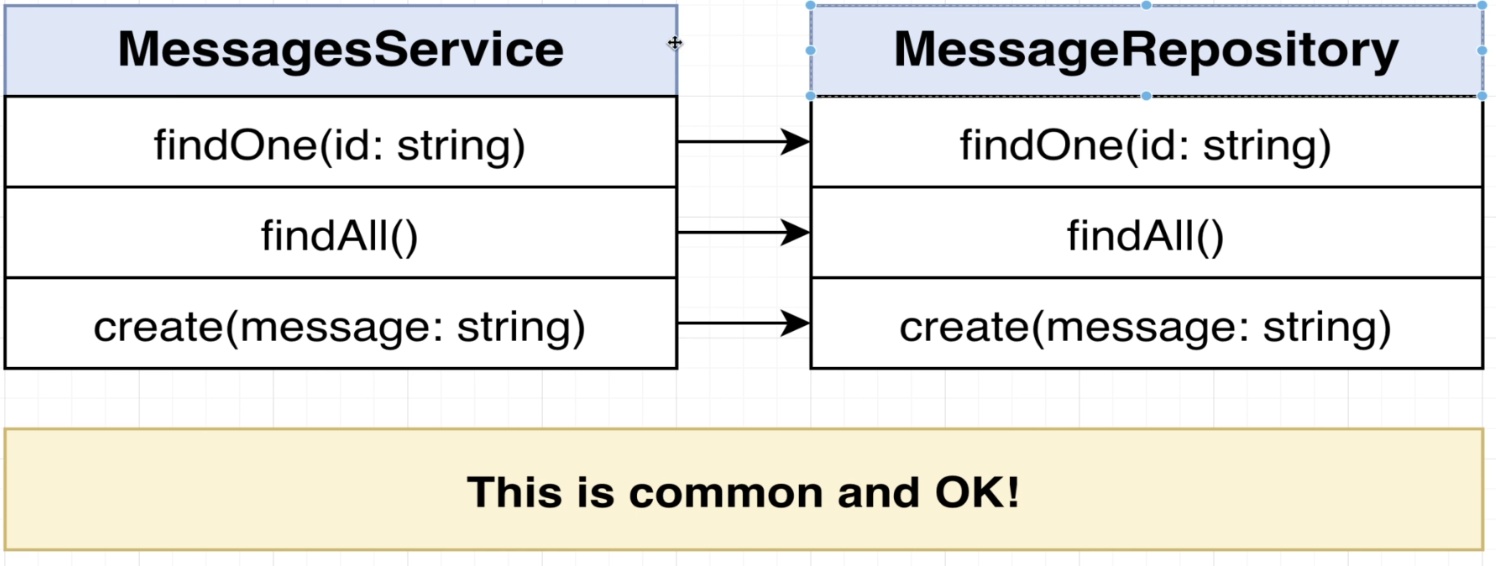 MessagesService
findOne(id: string)
findAll()
create(message: string)
MessageRepository
findOne(id: string)
findAll()
create(message: string)
This is common and OK!